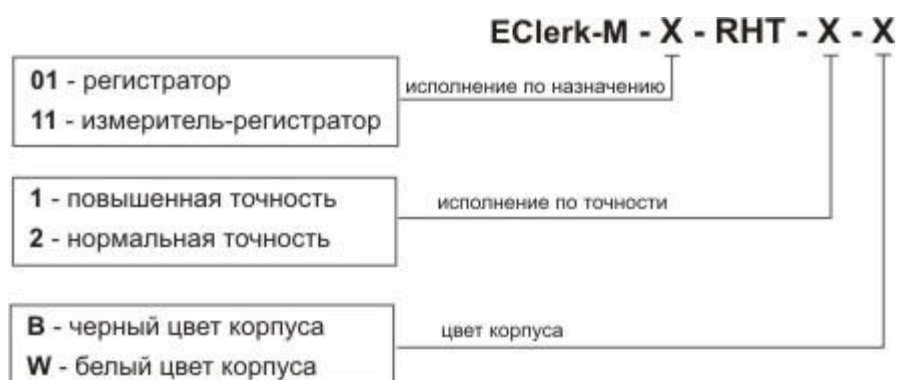 EClerk-M - X - RHT - X - X
01 - регистратор
11 - измеритель-регистратор
исполнение по назначению
1 - повышенная точность
2 - нормальная точность
исполнение по точности
B - черный цвет корпуса
W - белый цвет корпуса
цвет корпуса